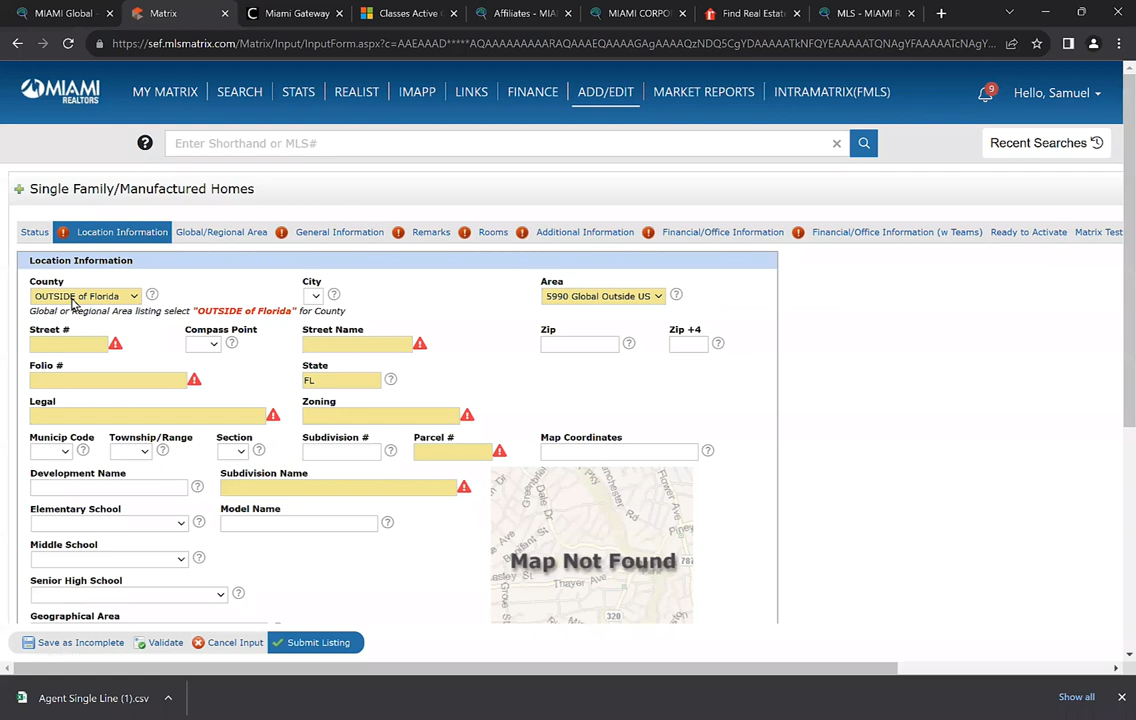 MIAMI Global -
Matrix
Miami Gateway
Classes Active
Affiliates - MIA
MIAMI CORPO
Find Real Estat
MLS - MIAMI R
https://sef.mlsmatrix.com/Matrix/Input/InputForm.aspx?c=AAEAAAD*****AQAAAAAAAAARAQAAAEQAAAAGAgAAAAQzNDQ5CgYDAAAAATkNFQYEAAAAATQNAgYFAAAAATcNAgY...
MIAMI REALTORS
MY MATRIX SEARCH STATS REALIST IMAPP LINKS FINANCE ADD/EDIT MARKET REPORTS INTRAMATRIX(FMLS)
9
Hello, Samuel
Enter Shorthand or MLS#
Recent Searches
Single Family/Manufactured Homes
Status Location Information Global/Regional Area General Information Remarks Rooms Additional Information Financial/Office Information Financial/Office Information (w Teams) Ready to Activate Matrix Test
Location Information
County City Area
OUTSIDE of Florida 5990 Global Outside US
Global or Regional Area listing select "OUTSIDE of Florida" for County
Street # Compass Point Street Name Zip Zip +4
Folio # State
FL
Legal Zoning
Municip Code Township/Range Section Subdivision # Parcel # Map Coordinates
Development Name Subdivision Name
Elementary School Model Name
Middle School
Map Not Found
Thayer Ave
Senior High School
320
Geographical Area
Save as Incomplete Validate Cancel Input Submit Listing
Agent Single Line (1).csv
Show all